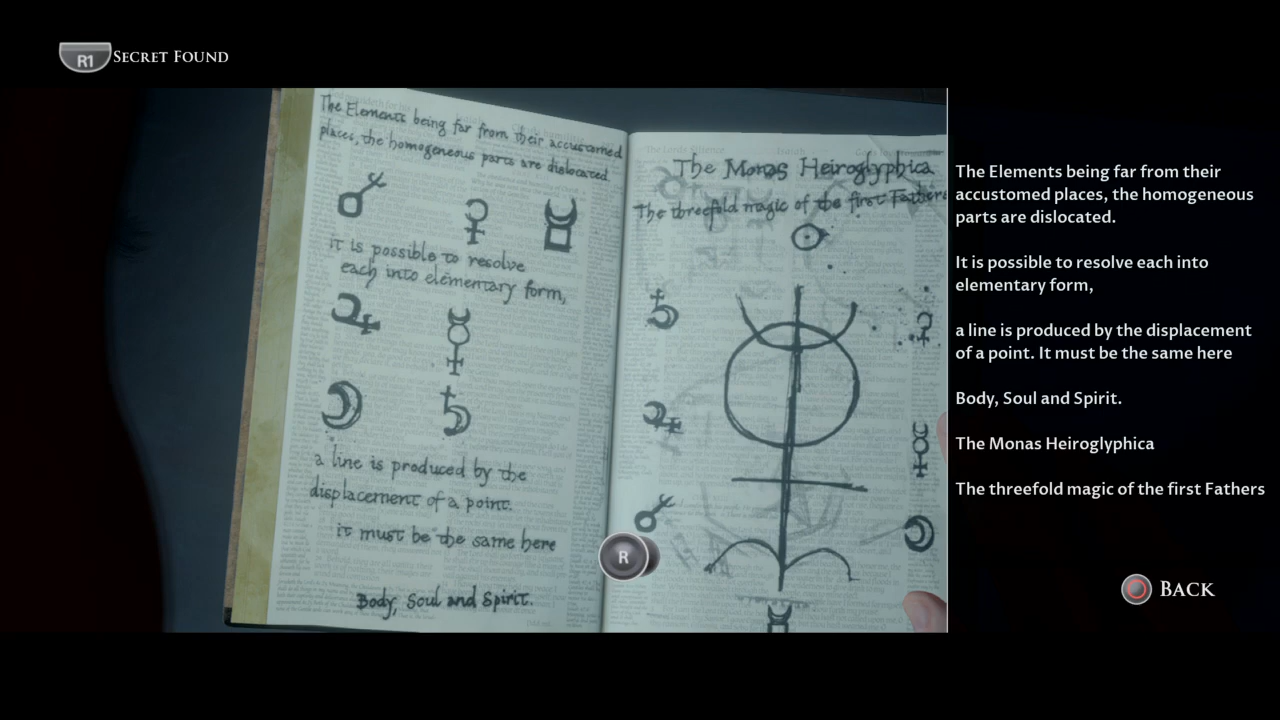 R1 SECRET FOUND
The Elements being far from their accustomed
places, the homogeneous parts are dislocated.
it is possible to resolve
each into elementary form,
a line is produced by the
displacement of a point.
it must be the same here
Body, Soul and Spirit.
The Monas Heiroglyphica
The threefold magic of the first Fathers
R
The Elements being far from their
accustomed places, the homogeneous
parts are dislocated.
It is possible to resolve each into
elementary form,
a line is produced by the displacement
of a point. It must be the same here
Body, Soul and Spirit.
The Monas Heiroglyphica
The threefold magic of the first Fathers
BACK